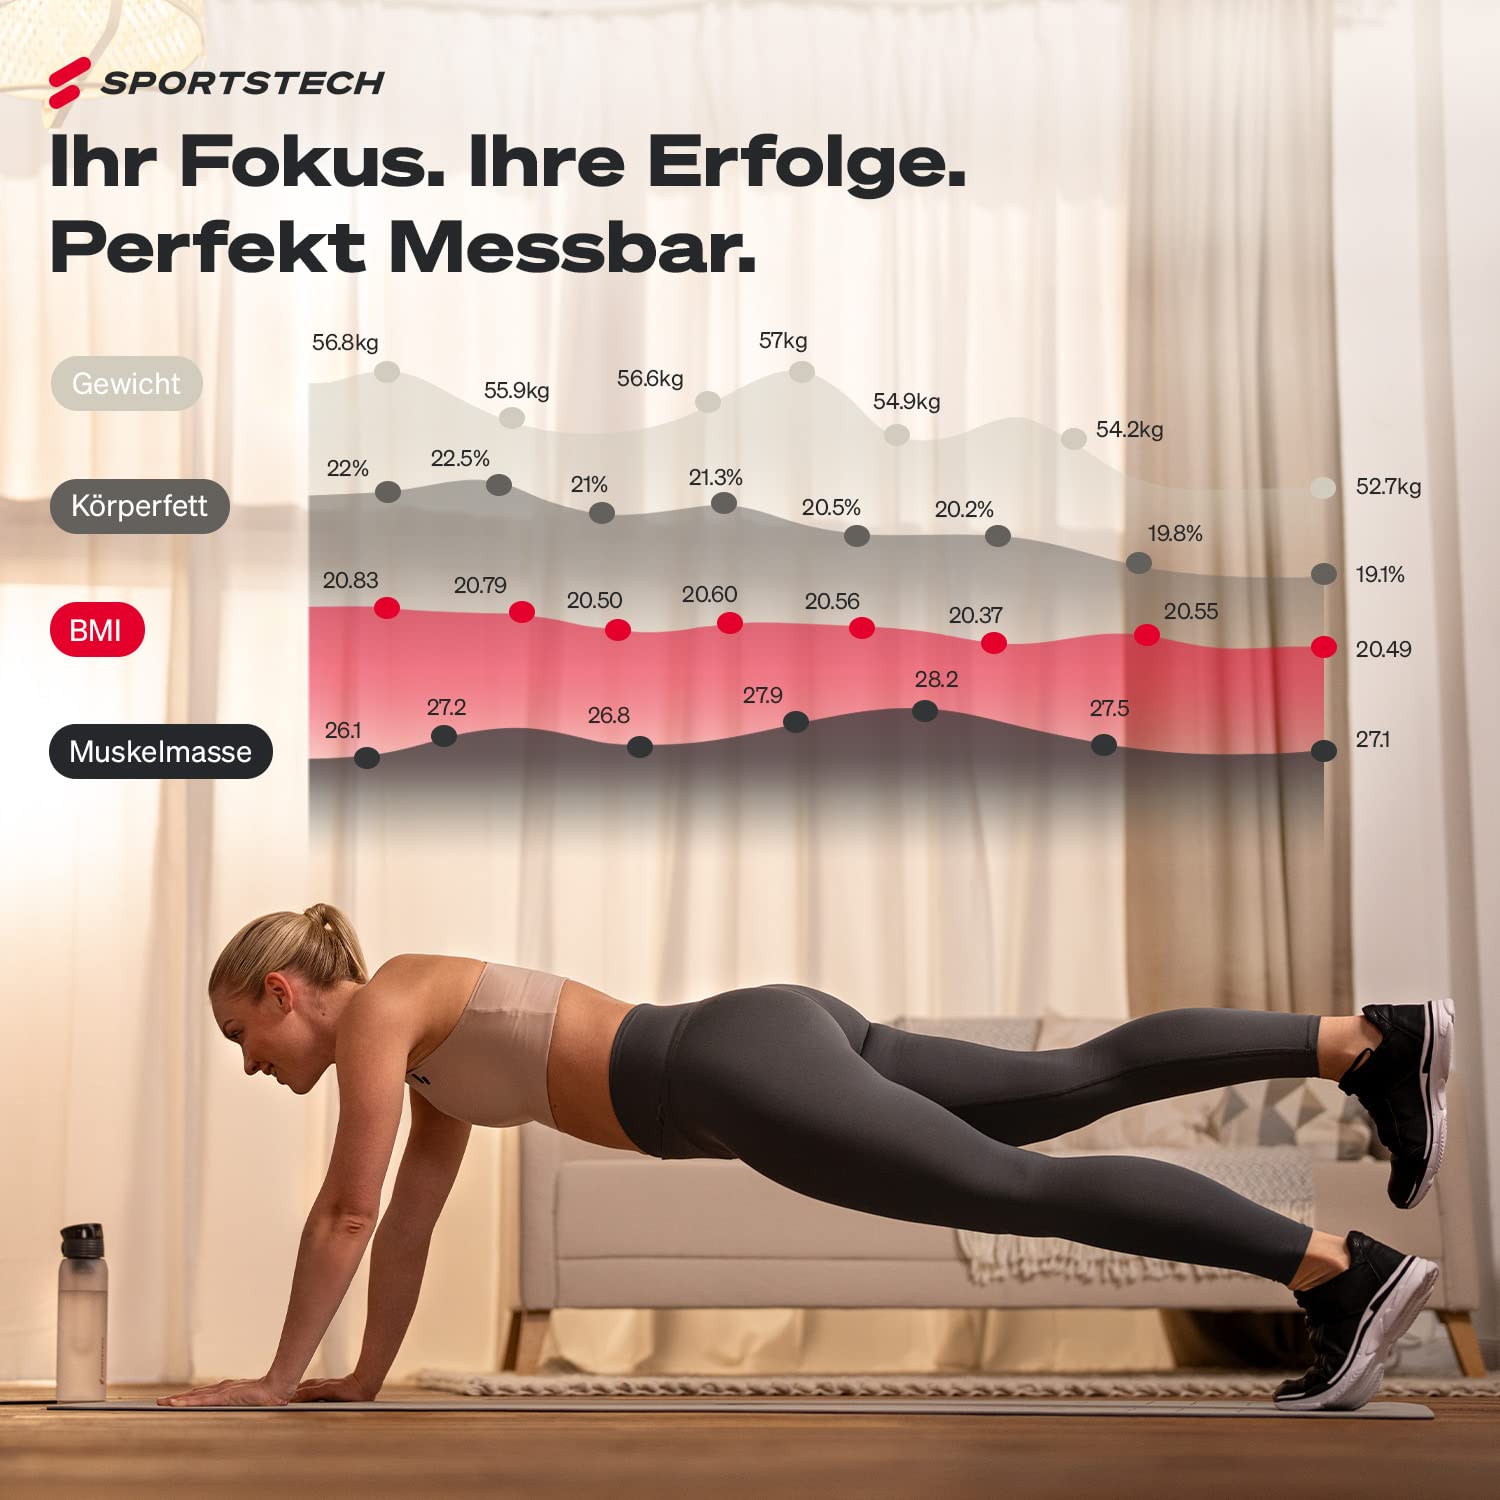 SPORTSTECH
Ihr Fokus. Ihre Erfolge.
Perfekt Messbar.
Gewicht
56.8kg
55.9kg
56.6kg
57kg
54.9kg
54.2kg
52.7kg
Körperfett
22%
22.5%
21%
21.3%
20.5%
20.2%
19.8%
19.1%
BMI
20.83
20.79
20.50
20.60
20.56
20.37
20.55
20.49
Muskelmasse
26.1
27.2
26.8
27.9
28.2
27.5
27.1